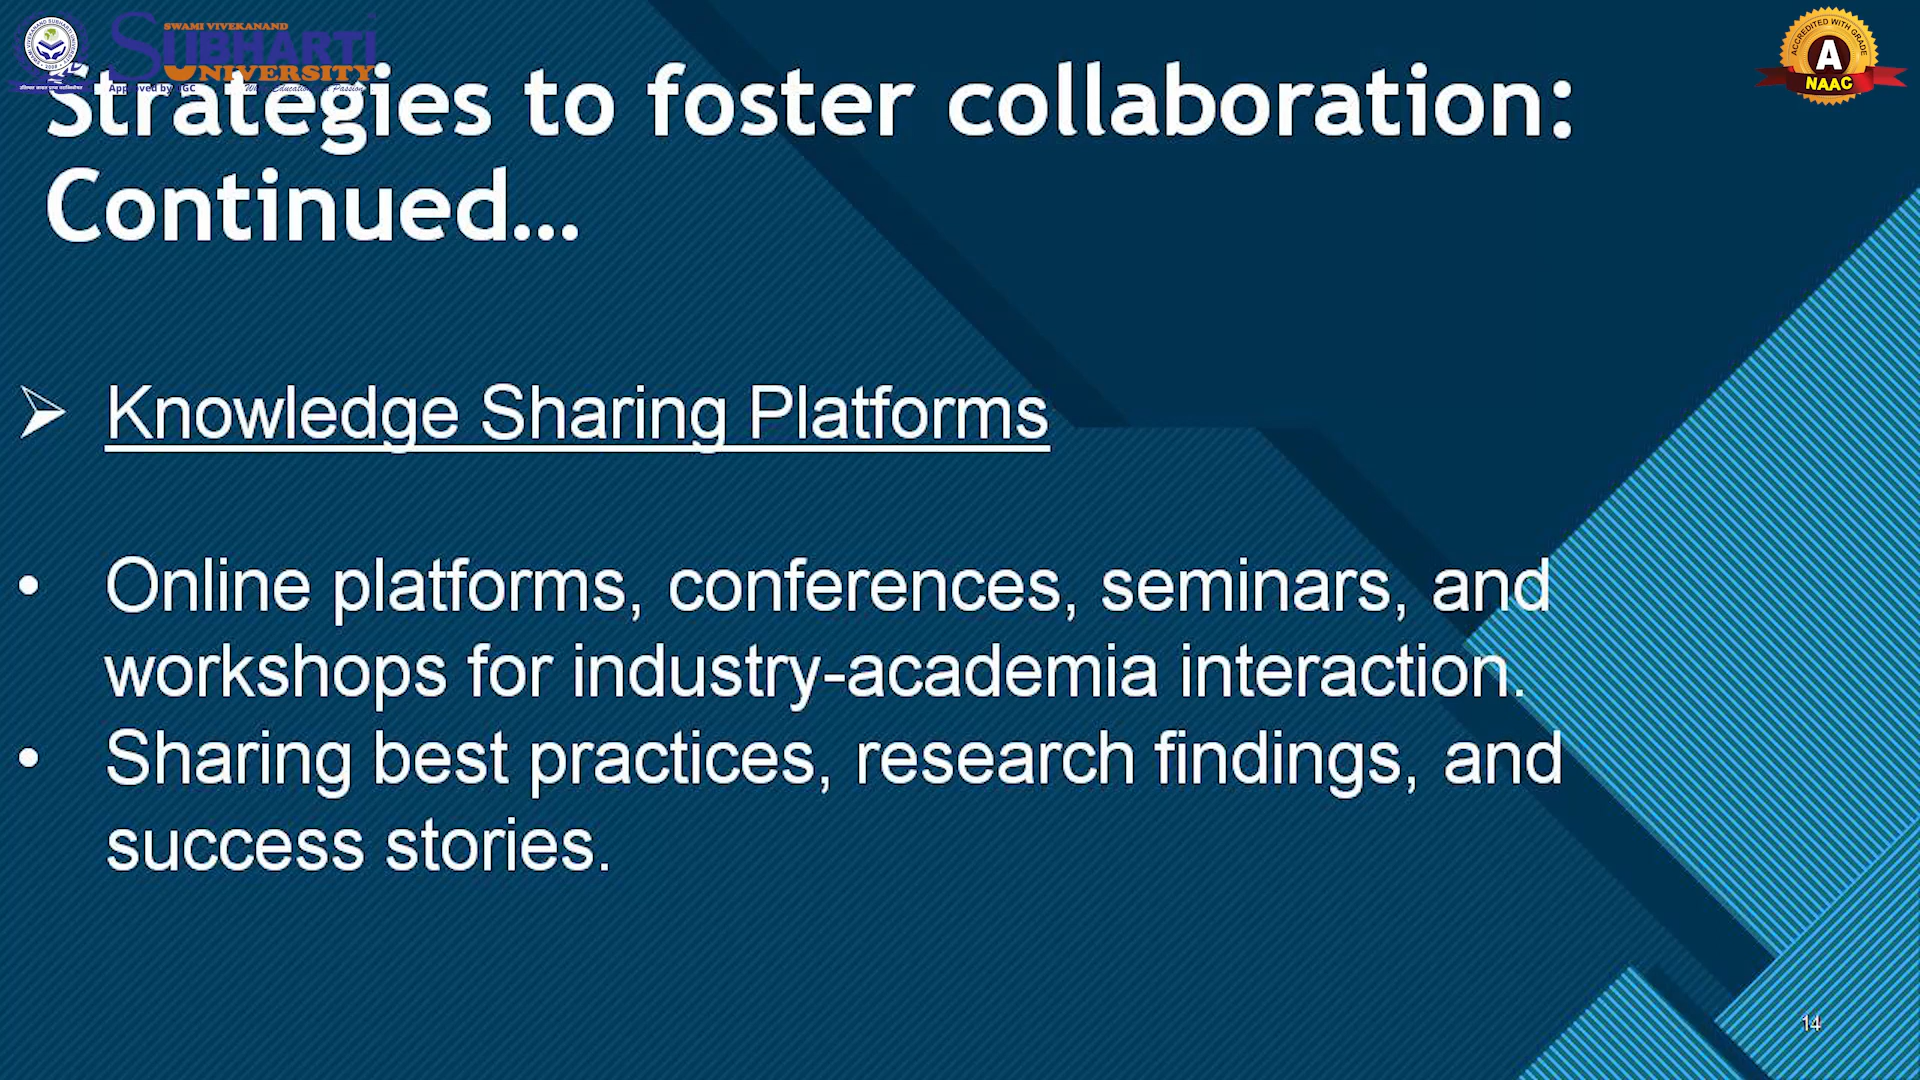 SWAMI VIVEKANAND
SUBHARTI
UNIVERSITY
Strategies to foster collaboration:
Continued...
Knowledge Sharing Platforms
• Online platforms, conferences, seminars, and
workshops for industry-academia interaction.
• Sharing best practices, research findings, and
success stories.
ACCREDITED WITH GRADE
A
NAAC
14